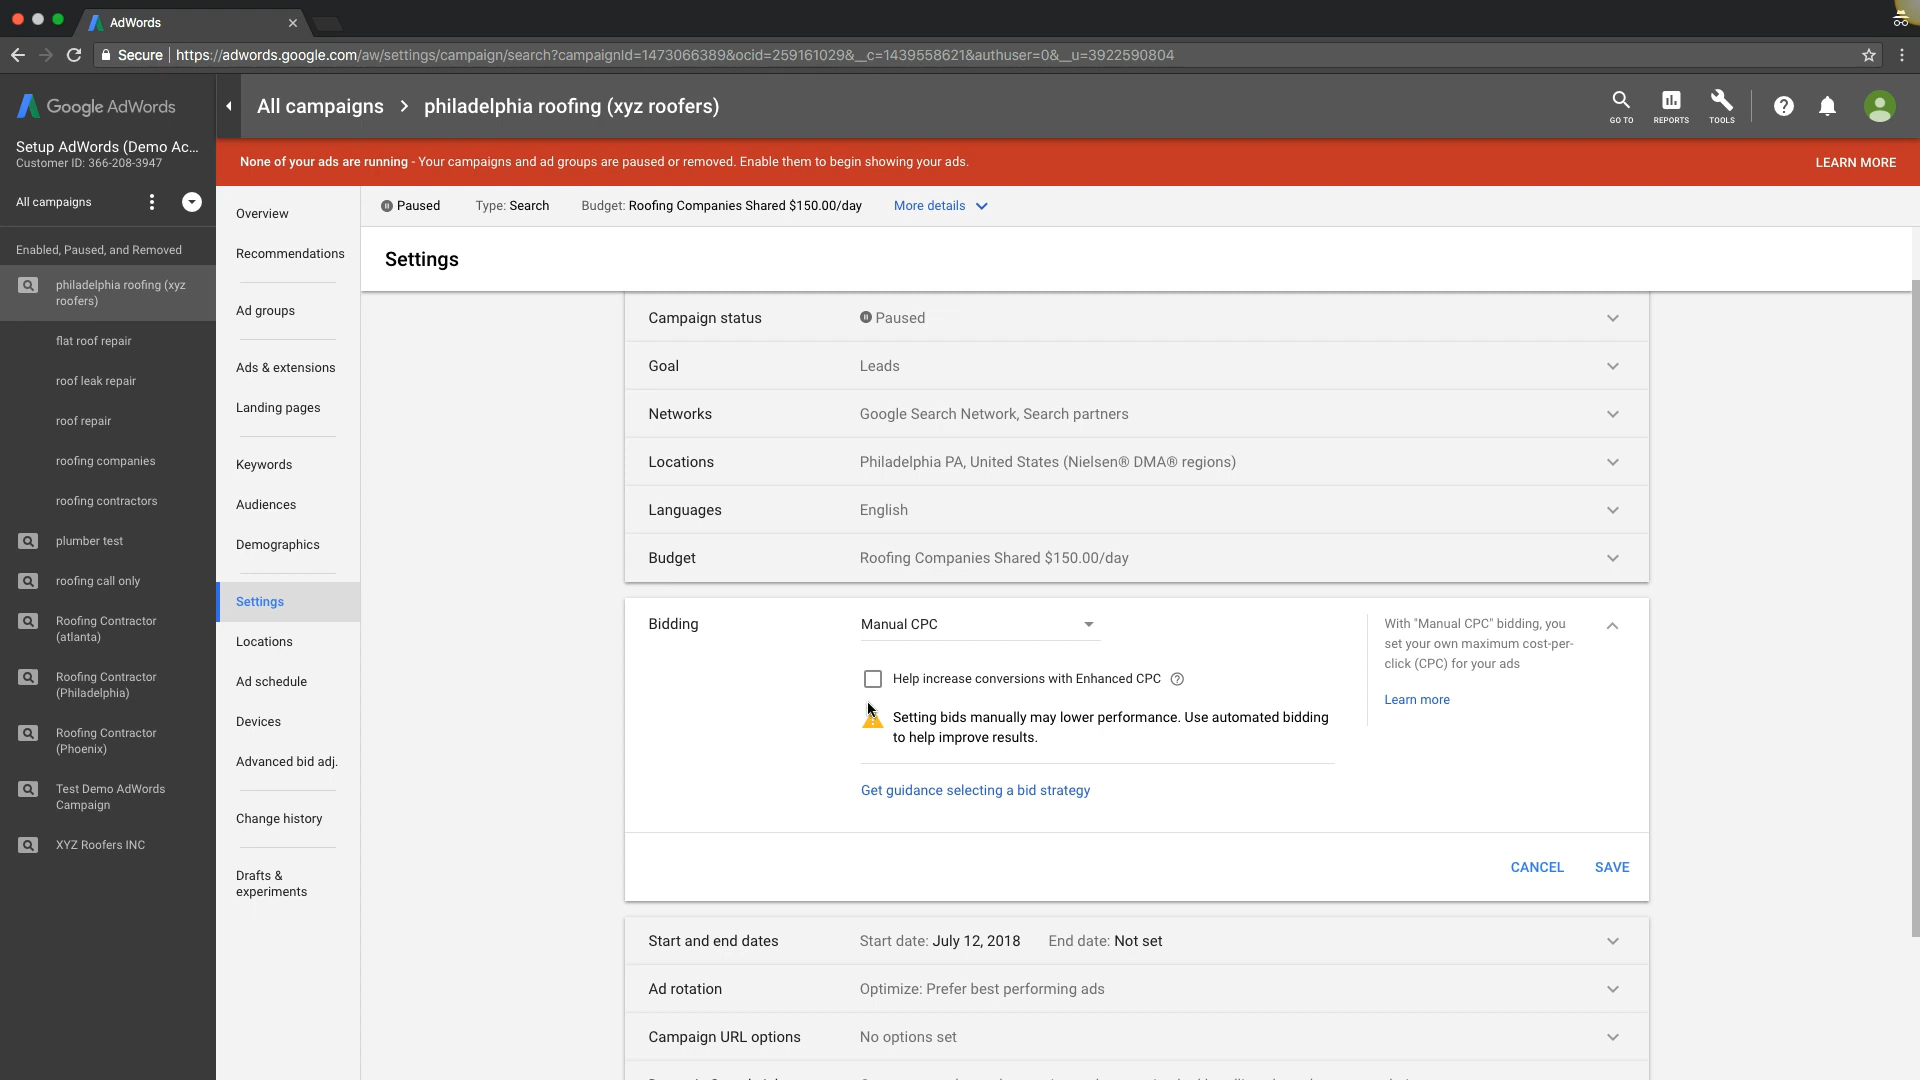 AdWords
Secure https://adwords.google.com/aw/settings/campaign/search?campaignId=1473066389&ocid=259161029&__c=1439558621&authuser=0&__u=3922590804
Google AdWords
All campaigns > philadelphia roofing (xyz roofers)
GO TO
REPORTS
TOOLS
Setup AdWords (Demo Ac...
Customer ID: 366-208-3947
None of your ads are running - Your campaigns and ad groups are paused or removed. Enable them to begin showing your ads.
LEARN MORE
All campaigns
Enabled, Paused, and Removed
philadelphia roofing (xyz
roofers)
flat roof repair
roof leak repair
roof repair
roofing companies
roofing contractors
plumber test
roofing call only
Roofing Contractor
(atlanta)
Roofing Contractor
(Philadelphia)
Roofing Contractor
(Phoenix)
Test Demo AdWords
Campaign
XYZ Roofers INC
Overview
Recommendations
Ad groups
Ads & extensions
Landing pages
Keywords
Audiences
Demographics
Settings
Locations
Ad schedule
Devices
Advanced bid adj.
Change history
Drafts &
experiments
Paused Type: Search Budget: Roofing Companies Shared $150.00/day More details
Settings
Campaign status Paused
Goal Leads
Networks Google Search Network, Search partners
Locations Philadelphia PA, United States (Nielsen® DMA® regions)
Languages English
Budget Roofing Companies Shared $150.00/day
Bidding Manual CPC
Help increase conversions with Enhanced CPC
Setting bids manually may lower performance. Use automated bidding
to help improve results.
Get guidance selecting a bid strategy
With "Manual CPC" bidding, you
set your own maximum cost-per-
click (CPC) for your ads
Learn more
CANCEL SAVE
Start and end dates Start date: July 12, 2018 End date: Not set
Ad rotation Optimize: Prefer best performing ads
Campaign URL options No options set